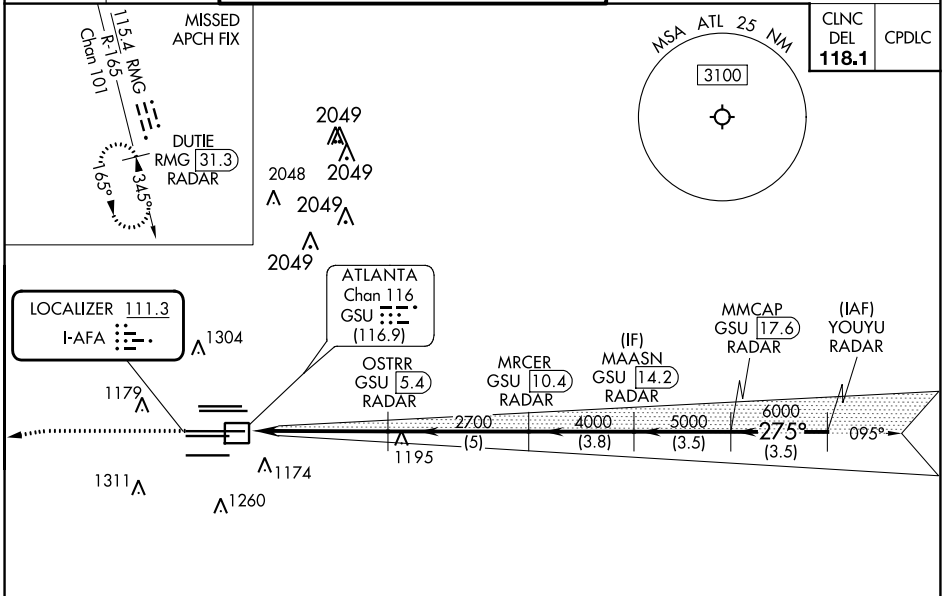 MISSED
APCH FIX
115.4 RMG
R-165
Chan 101
DUTIE
RMG 31.3
RADAR
165°
345°
MSA ATL 25 NM
3100
CLNC
DEL
118.1
CPDLC
2049
2049
2048
2049
2049
LOCALIZER 111.3
I-AFA
ATLANTA
Chan 116
GSU
(116.9)
1304
1179
1311
1260
1174
1195
OSTRR
GSU 5.4
RADAR
MRCER
GSU 10.4
RADAR
(IF)
MAASN
GSU 14.2
RADAR
MMCAP
GSU 17.6
RADAR
(IAF)
YOUYU
RADAR
2700
(5)
4000
(3.8)
5000
(3.5)
6000
275°
(3.5)
095°